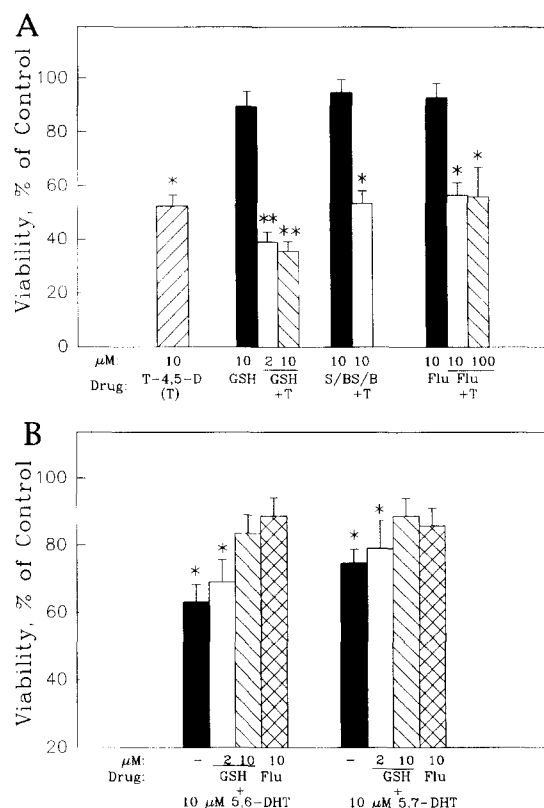 A
Viability, % of Control
100
80
60
40
20
0
*
**
**
*
*
*
μM: 10 10 2 10 10 10 10 10 100
Drug: T-4,5-D GSH GSH S/B S/B Flu Flu
(T) +T +T +T
B
Viability, % of Control
100
80
60
40
20
*
*
*
*
μM: - 2 10 10 - 2 10 10
Drug: GSH Flu GSH Flu
+ +
10 μM 5,6-DHT 10 μM 5,7-DHT